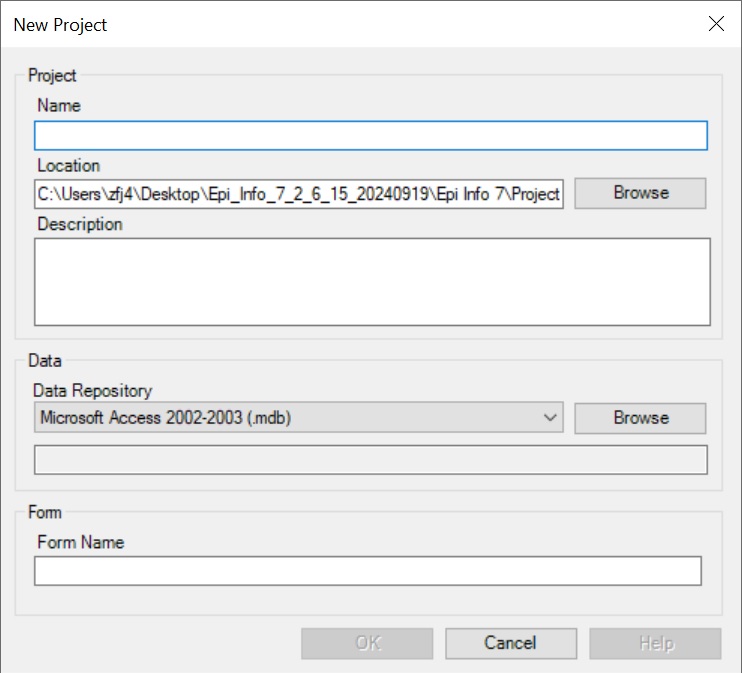 New Project
Project
Name
Location
C:\Users\zfj4\Desktop\Epi_Info_7_2_6_15_20240919\Epi Info 7\Project
Browse
Description
Data
Data Repository
Microsoft Access 2002-2003 (.mdb)
Browse
Form
Form Name
OK
Cancel
Help